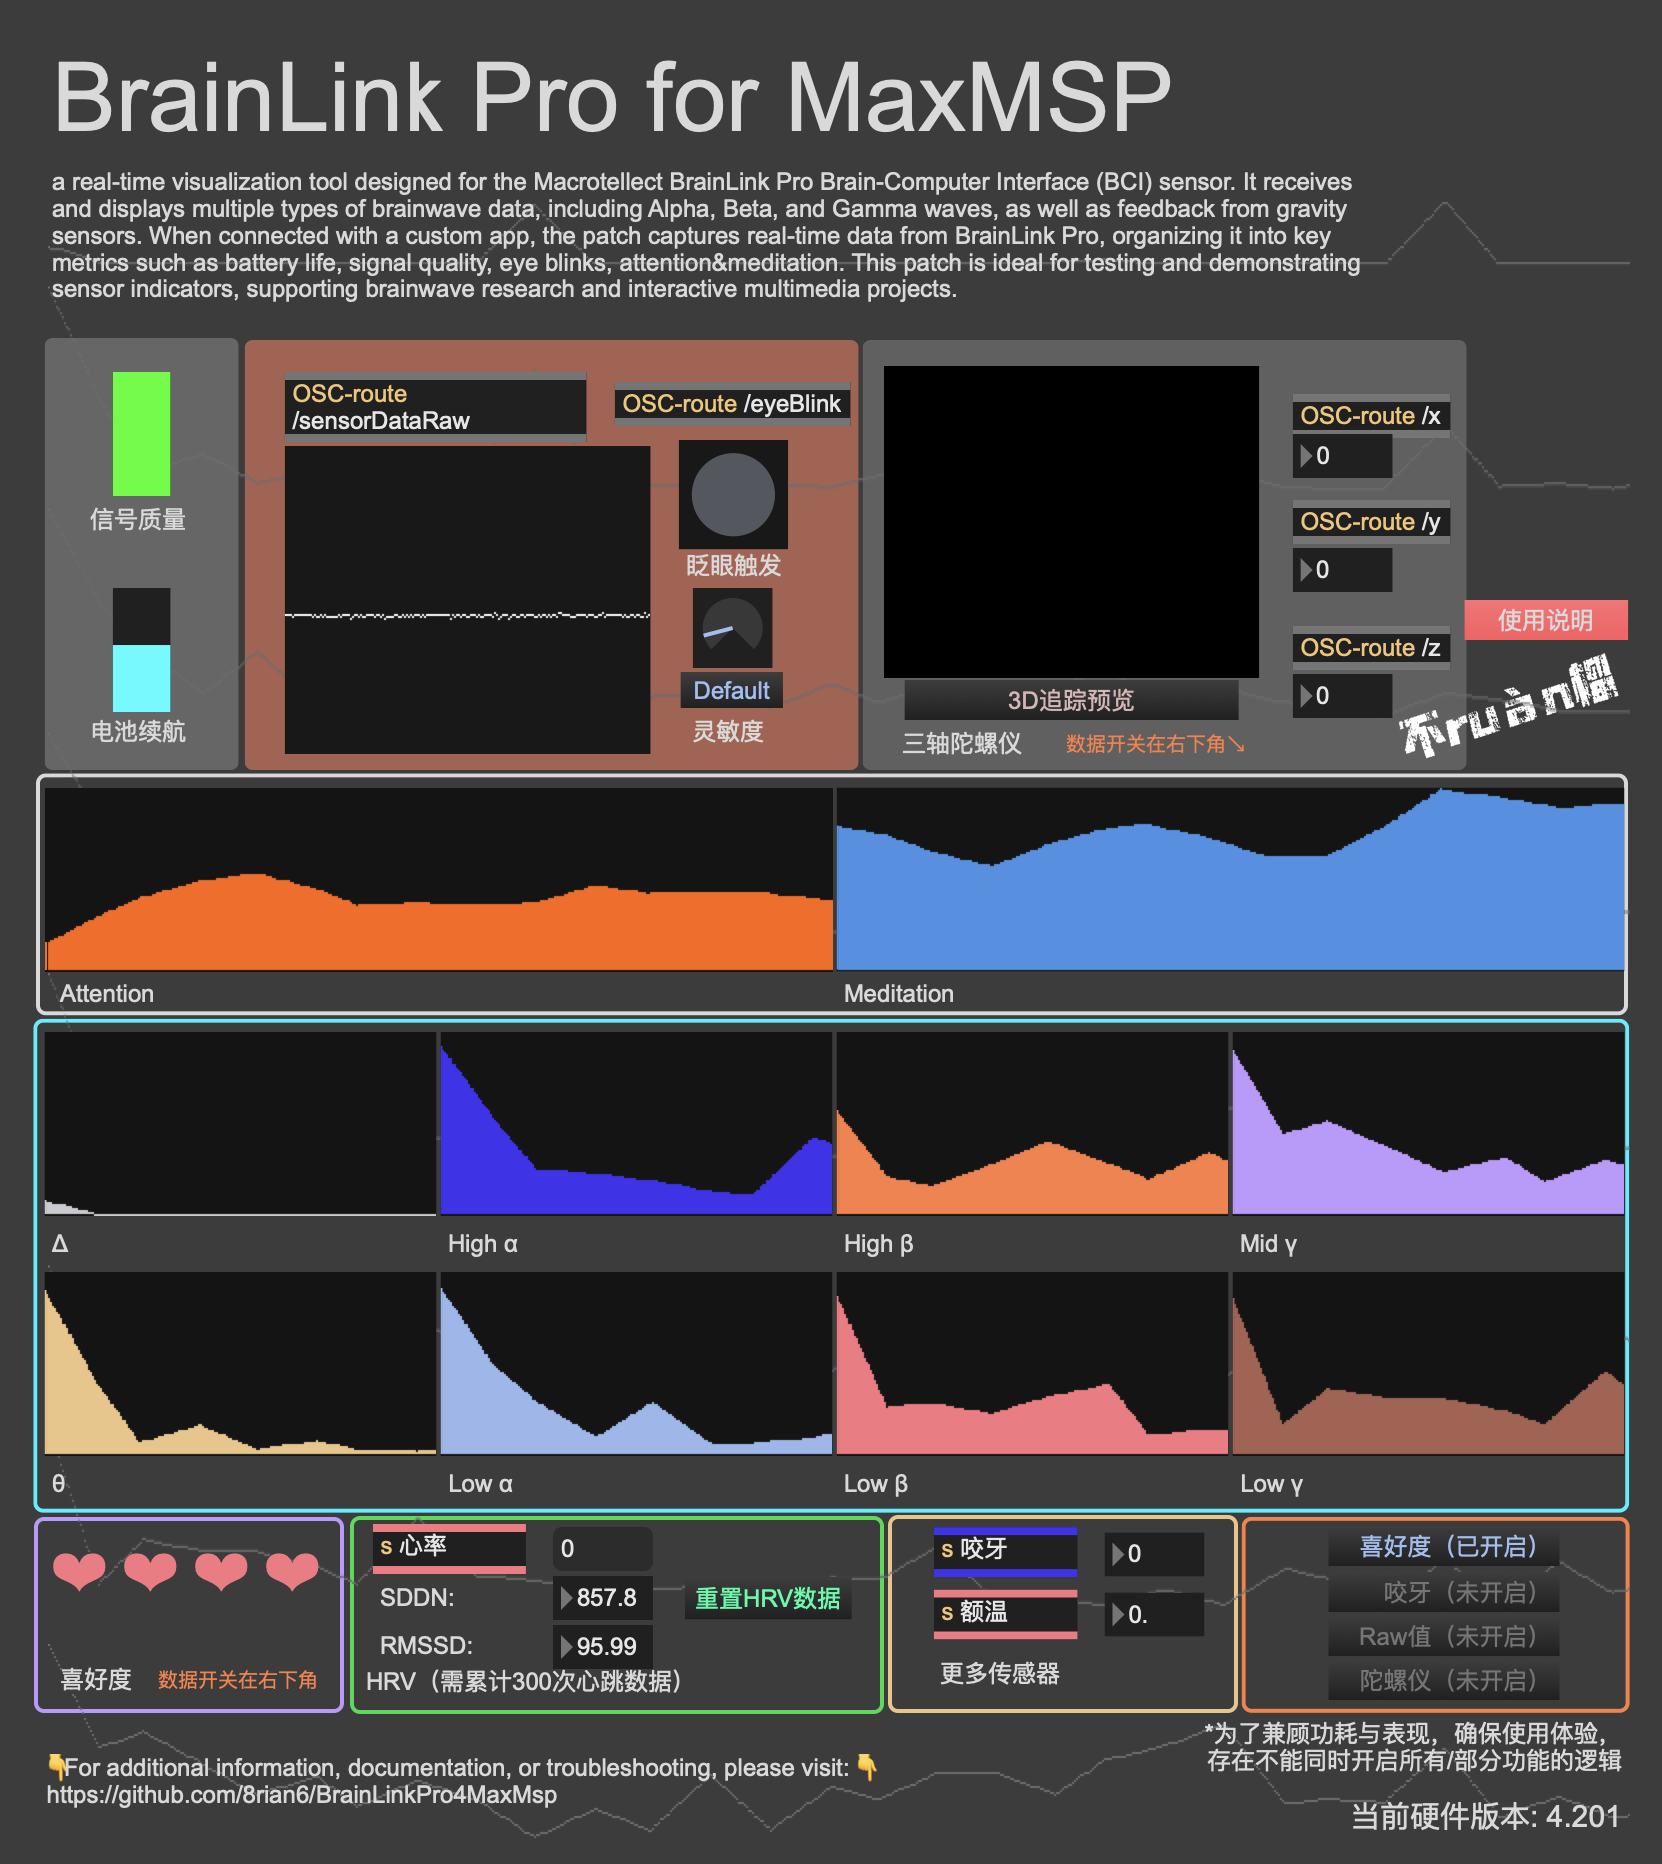 BrainLink Pro for MaxMSP
a real-time visualization tool designed for the Macrotellect BrainLink Pro Brain-Computer Interface (BCI) sensor. It receives
and displays multiple types of brainwave data, including Alpha, Beta, and Gamma waves, as well as feedback from gravity
sensors. When connected with a custom app, the patch captures real-time data from BrainLink Pro, organizing it into key
metrics such as battery life, signal quality, eye blinks, attention&meditation. This patch is ideal for testing and demonstrating
sensor indicators, supporting brainwave research and interactive multimedia projects.
信号质量
电池续航
OSC-route
/sensorDataRaw
OSC-route /eyeBlink
眨眼触发
Default
灵敏度
3D追踪预览
三轴陀螺仪
数据开关在右下角↘
OSC-route /x
0
OSC-route /y
0
OSC-route /z
0
使用说明
不ruàn
Attention
Meditation
Δ
High α
High β
Mid γ
θ
Low α
Low β
Low γ
喜好度
数据开关在右下角
s 心率
0
SDDN:
857.8
重置HRV数据
RMSSD:
95.99
HRV（需累计300次心跳数据）
s 咬牙
0
s 额温
0.
更多传感器
喜好度（已开启）
咬牙（未开启）
Raw值（未开启）
陀螺仪（未开启）
*为了兼顾功耗与表现，确保使用体验，
存在不能同时开启所有/部分功能的逻辑
👇For additional information, documentation, or troubleshooting, please visit: 👇
https://github.com/8rian6/BrainLinkPro4MaxMsp
当前硬件版本: 4.201